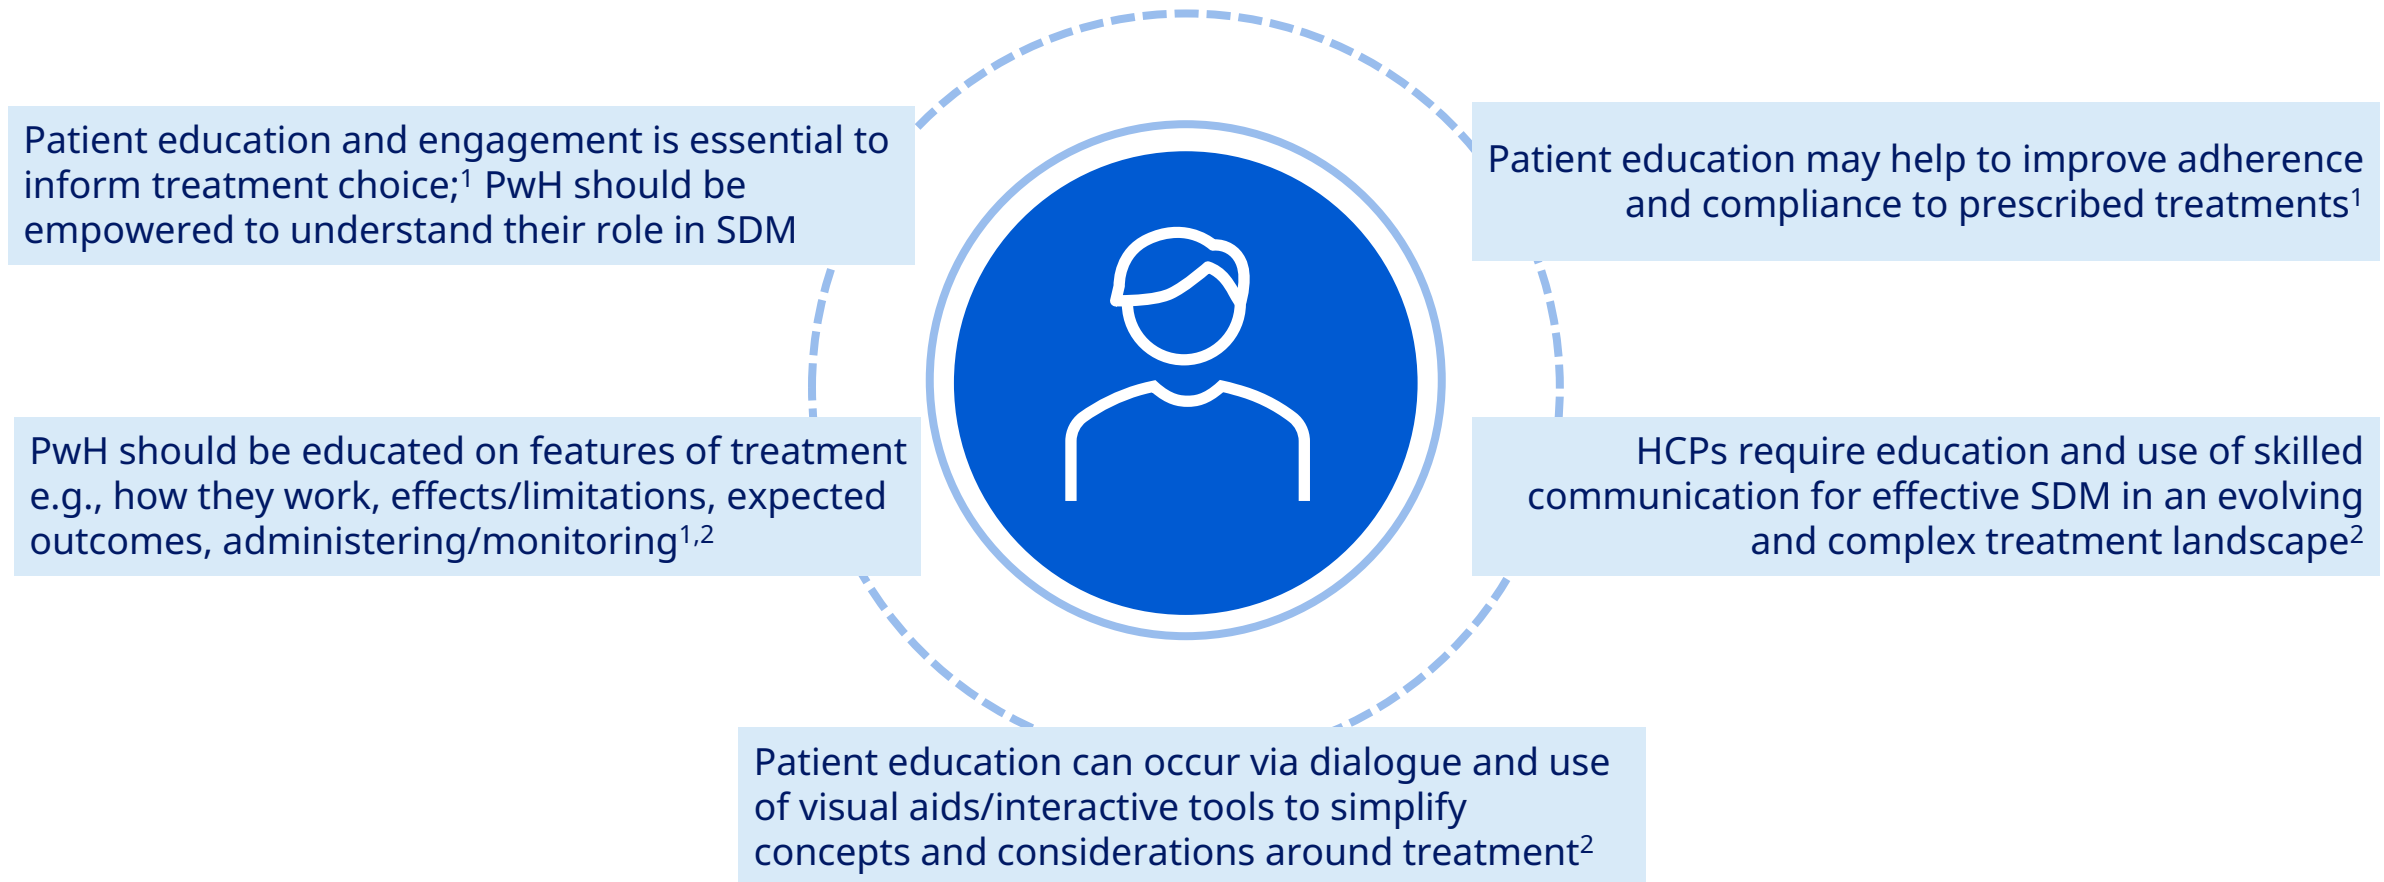 Patient education and engagement is essential to
inform treatment choice;¹ PwH should be
empowered to understand their role in SDM
Patient education may help to improve adherence
and compliance to prescribed treatments¹
PwH should be educated on features of treatment
e.g., how they work, effects/limitations, expected
outcomes, administering/monitoring¹,²
HCPs require education and use of skilled
communication for effective SDM in an evolving
and complex treatment landscape²
Patient education can occur via dialogue and use
of visual aids/interactive tools to simplify
concepts and considerations around treatment²